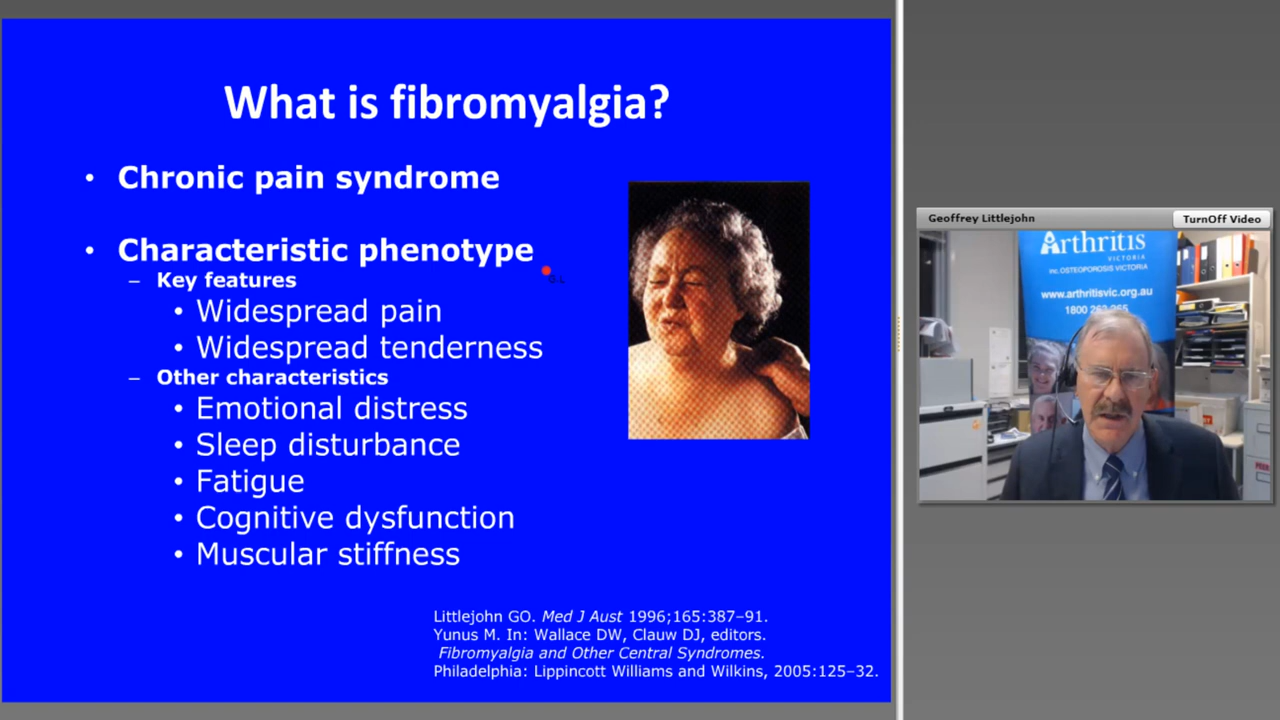 What is fibromyalgia?
• Chronic pain syndrome
• Characteristic phenotype
– Key features
• Widespread pain
• Widespread tenderness
– Other characteristics
• Emotional distress
• Sleep disturbance
• Fatigue
• Cognitive dysfunction
• Muscular stiffness
Littlejohn GO. Med J Aust 1996;165:387–91.
Yunus M. In: Wallace DW, Clauw DJ, editors.
Fibromyalgia and Other Central Syndromes.
Philadelphia: Lippincott Williams and Wilkins, 2005:125–32.
Geoffrey Littlejohn
TurnOff Video
Arthritis
VICTORIA
inc. OSTEOPOROSIS VICTORIA
www.arthritisvic.org.au